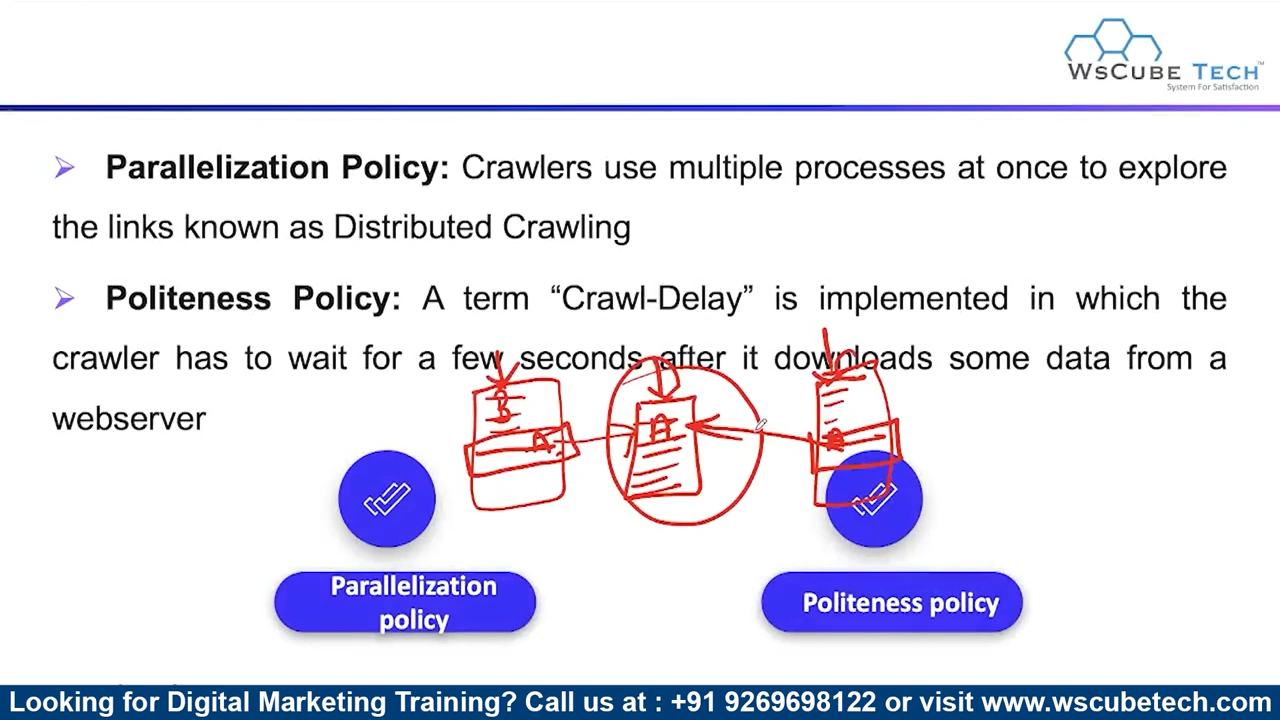 WsCube Tech™
System For Satisfaction
Parallelization Policy: Crawlers use multiple processes at once to explore
the links known as Distributed Crawling
Politeness Policy: A term “Crawl-Delay” is implemented in which the
crawler has to wait for a few seconds after it downloads some data from a
webserver
B
A
A
A
Parallelization
policy
Politeness policy
Looking for Digital Marketing Training? Call us at : +91 9269698122 or visit www.wscubetech.com